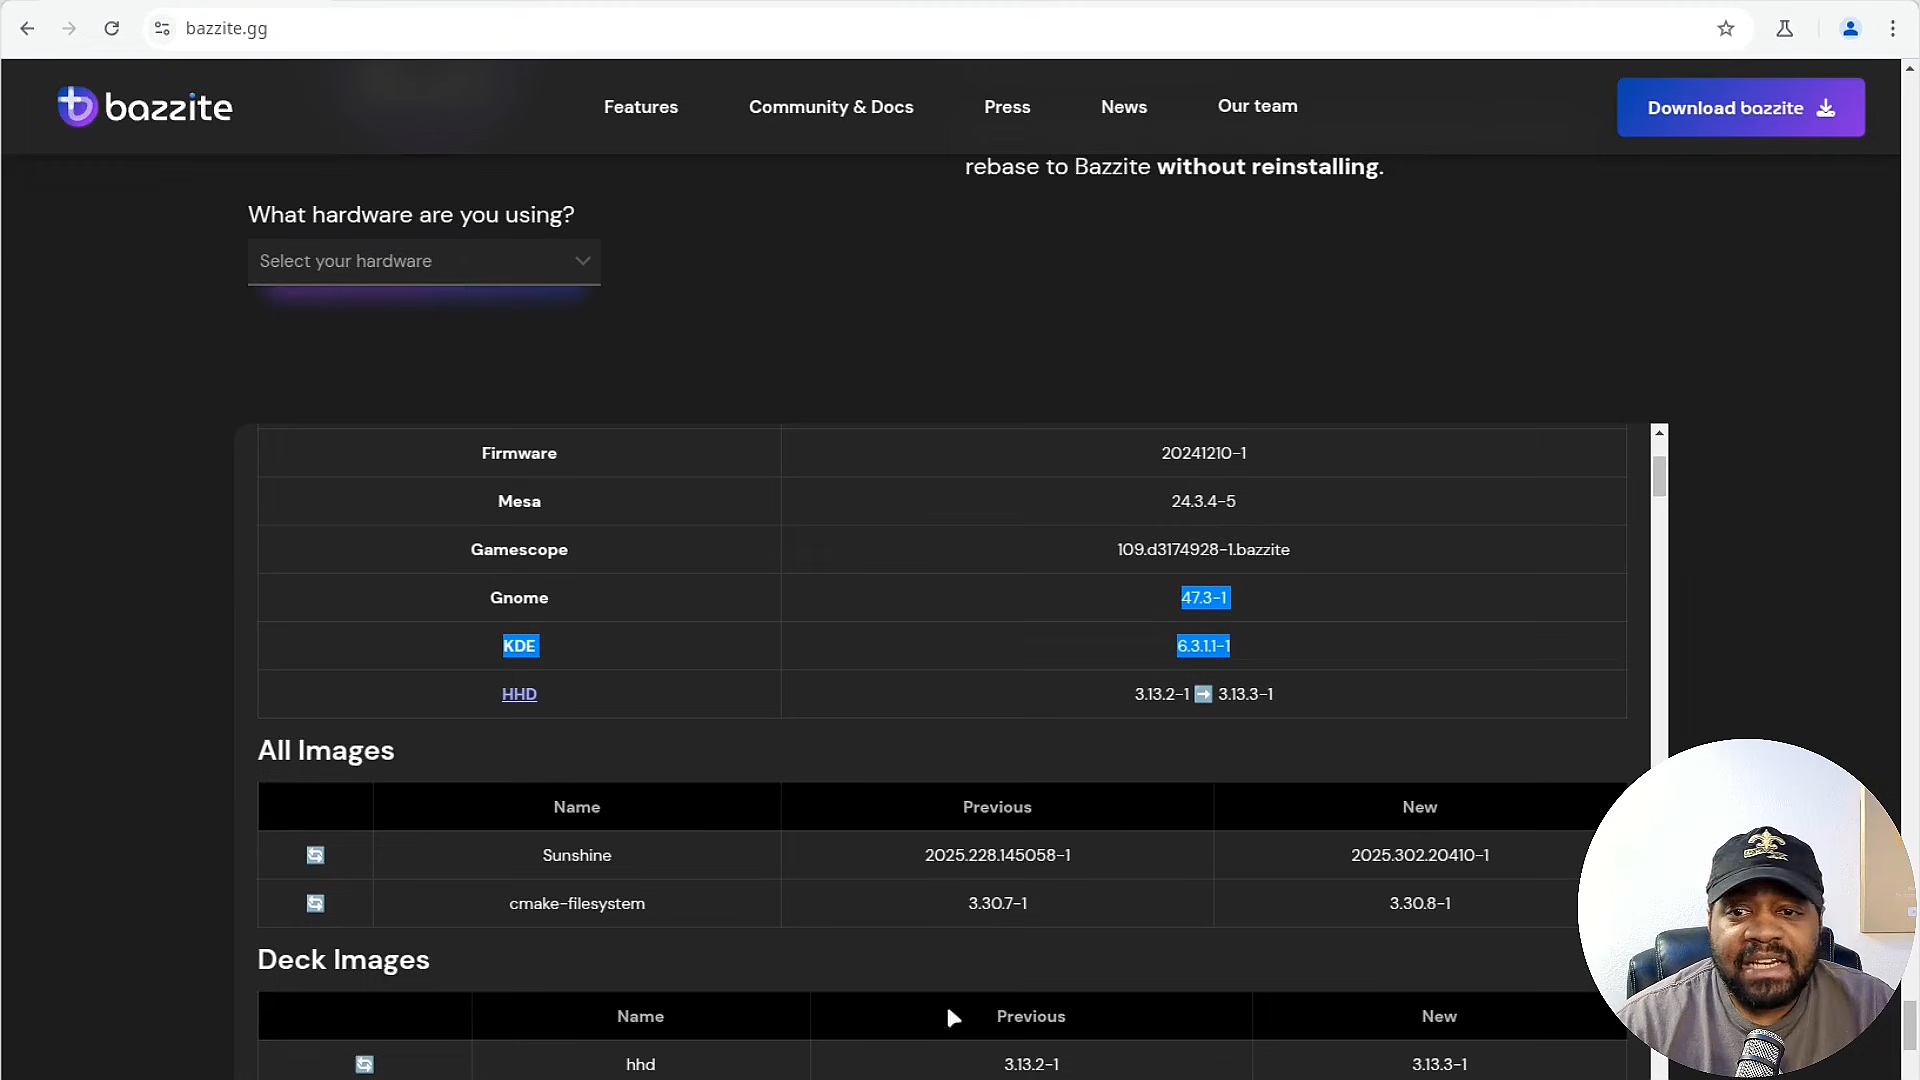 bazzite.gg
bazzite
Features
Community & Docs
Press
News
Our team
Download bazzite
rebase to Bazzite without reinstalling.
What hardware are you using?
Select your hardware
Firmware 20241210-1
Mesa 24.3.4-5
Gamescope 109.d3174928-1.bazzite
Gnome 47.3-1
KDE 6.3.1.1-1
HHD 3.13.2-1 ➡️ 3.13.3-1
All Images
Name Previous New
Sunshine 2025.228.145058-1 2025.302.20410-1
cmake-filesystem 3.30.7-1 3.30.8-1
Deck Images
Name Previous New
hhd 3.13.2-1 3.13.3-1